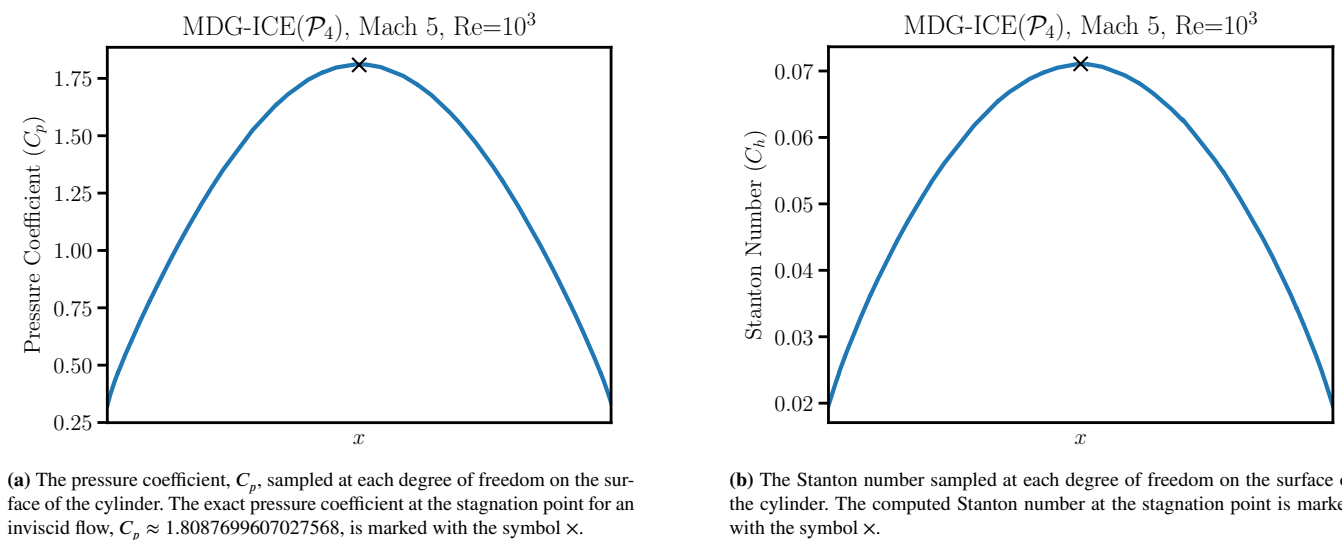 MDG-ICE(𝒫₄), Mach 5, Re=10³
Pressure Coefficient (Cₚ)
1.75
1.50
1.25
1.00
0.75
0.50
0.25
x
(a) The pressure coefficient, Cₚ, sampled at each degree of freedom on the sur-
face of the cylinder. The exact pressure coefficient at the stagnation point for an
inviscid flow, Cₚ ≈ 1.8087699607027568, is marked with the symbol ×.
MDG-ICE(𝒫₄), Mach 5, Re=10³
Stanton Number (Cₕ)
0.07
0.06
0.05
0.04
0.03
0.02
x
(b) The Stanton number sampled at each degree of freedom on the surface o
the cylinder. The computed Stanton number at the stagnation point is marke
with the symbol ×.